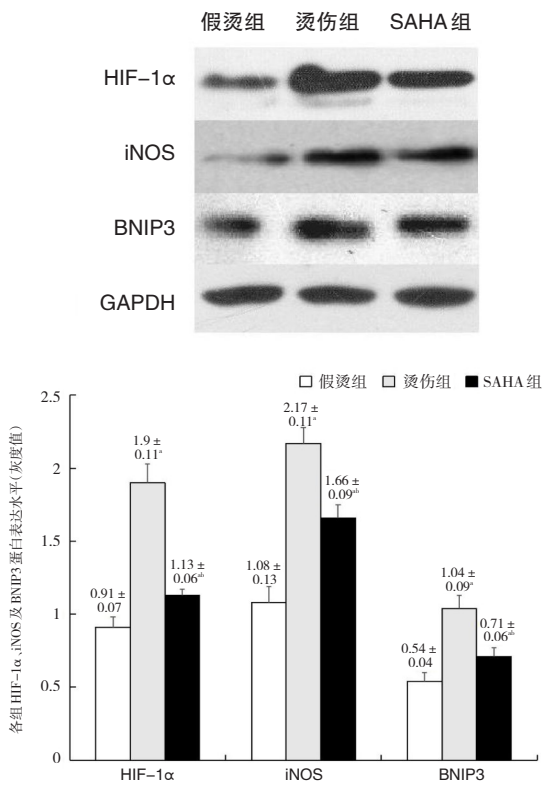 假烫组 烫伤组 SAHA组
HIF-1α
iNOS
BNIP3
GAPDH
各组HIF-1α、iNOS及BNIP3蛋白表达水平(灰度值)
2.5
2
1.5
1
0.5
0
假烫组 烫伤组 SAHA组
0.91 ±
0.07
1.9 ±
0.11ᵃ
1.13 ±
0.06ᵃᵇ
1.08 ±
0.13
2.17 ±
0.11ᵃ
1.66 ±
0.09ᵃᵇ
0.54 ±
0.04
1.04 ±
0.09ᵃ
0.71 ±
0.06ᵃᵇ
HIF-1α iNOS BNIP3